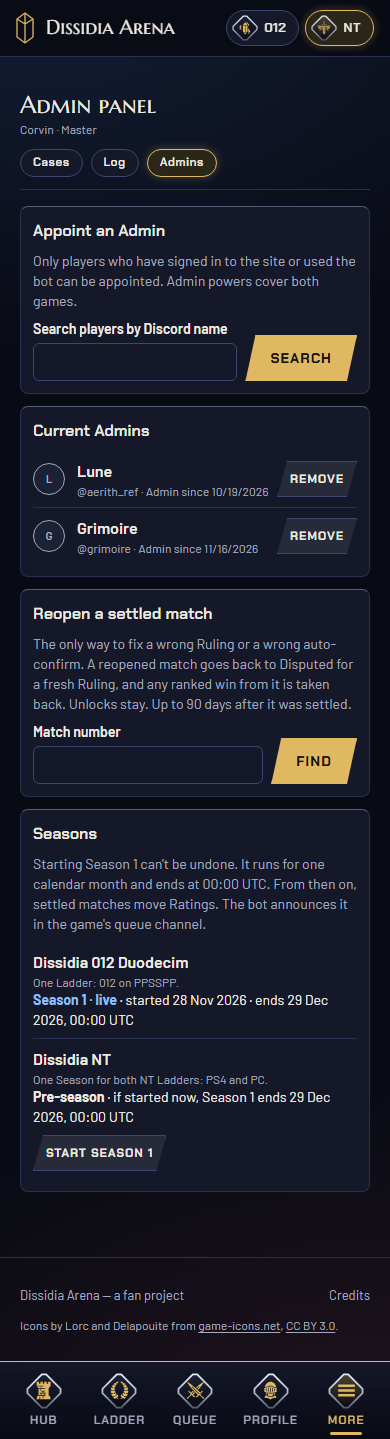 Dissidia Arena
012
NT
Admin panel
Corvin · Master
Cases
Log
Admins
Appoint an Admin
Only players who have signed in to the site or used the
bot can be appointed. Admin powers cover both
games.
Search players by Discord name
SEARCH
Current Admins
L
Lune
@aerith_ref · Admin since 10/19/2026
REMOVE
G
Grimoire
@grimoire · Admin since 11/16/2026
REMOVE
Reopen a settled match
The only way to fix a wrong Ruling or a wrong auto-
confirm. A reopened match goes back to Disputed for
a fresh Ruling, and any ranked win from it is taken
back. Unlocks stay. Up to 90 days after it was settled.
Match number
FIND
Seasons
Starting Season 1 can't be undone. It runs for one
calendar month and ends at 00:00 UTC. From then on,
settled matches move Ratings. The bot announces it
in the game's queue channel.
Dissidia 012 Duodecim
One Ladder: 012 on PPSSPP.
Season 1 · live · started 28 Nov 2026 · ends 29 Dec
2026, 00:00 UTC
Dissidia NT
One Season for both NT Ladders: PS4 and PC.
Pre-season · if started now, Season 1 ends 29 Dec
2026, 00:00 UTC
START SEASON 1
Dissidia Arena — a fan project
Credits
Icons by Lorc and Delapouite from game-icons.net, CC BY 3.0.
HUB
LADDER
QUEUE
PROFILE
MORE